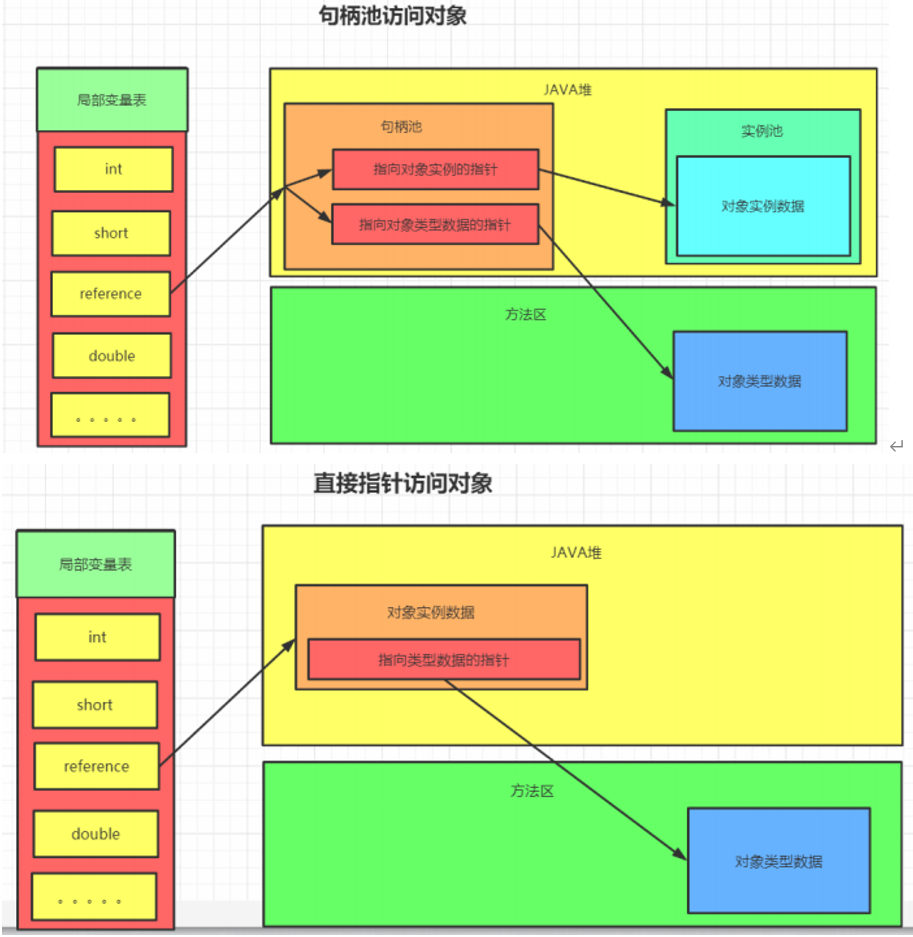 句柄池访问对象
局部变量表
int
short
reference
double
。。。。。
JAVA堆
句柄池
指向对象实例的指针
指向对象类型数据的指针
实例池
对象实例数据
方法区
对象类型数据
直接指针访问对象
局部变量表
int
short
reference
double
。。。。。
JAVA堆
对象实例数据
指向类型数据的指针
方法区
对象类型数据